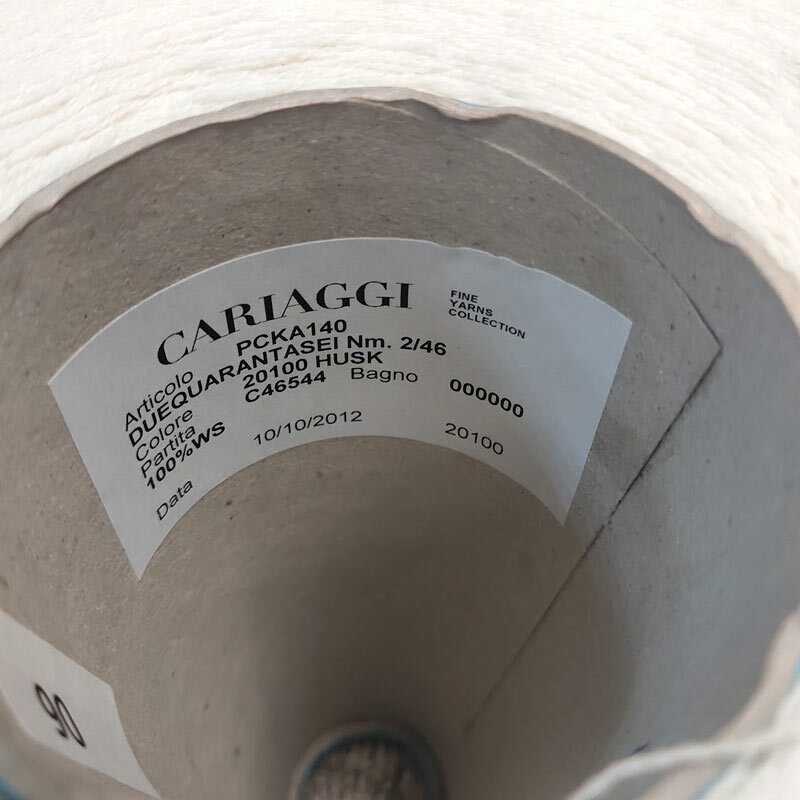 CARIAGGI
FINE
YARNS
COLLECTION
Articolo PCKA140
DUEQUARANTASEI Nm. 2/46
Colore 20100 HUSK
Partita C46544 Bagno 000000
100%WS
Data 10/10/2012 20100
90